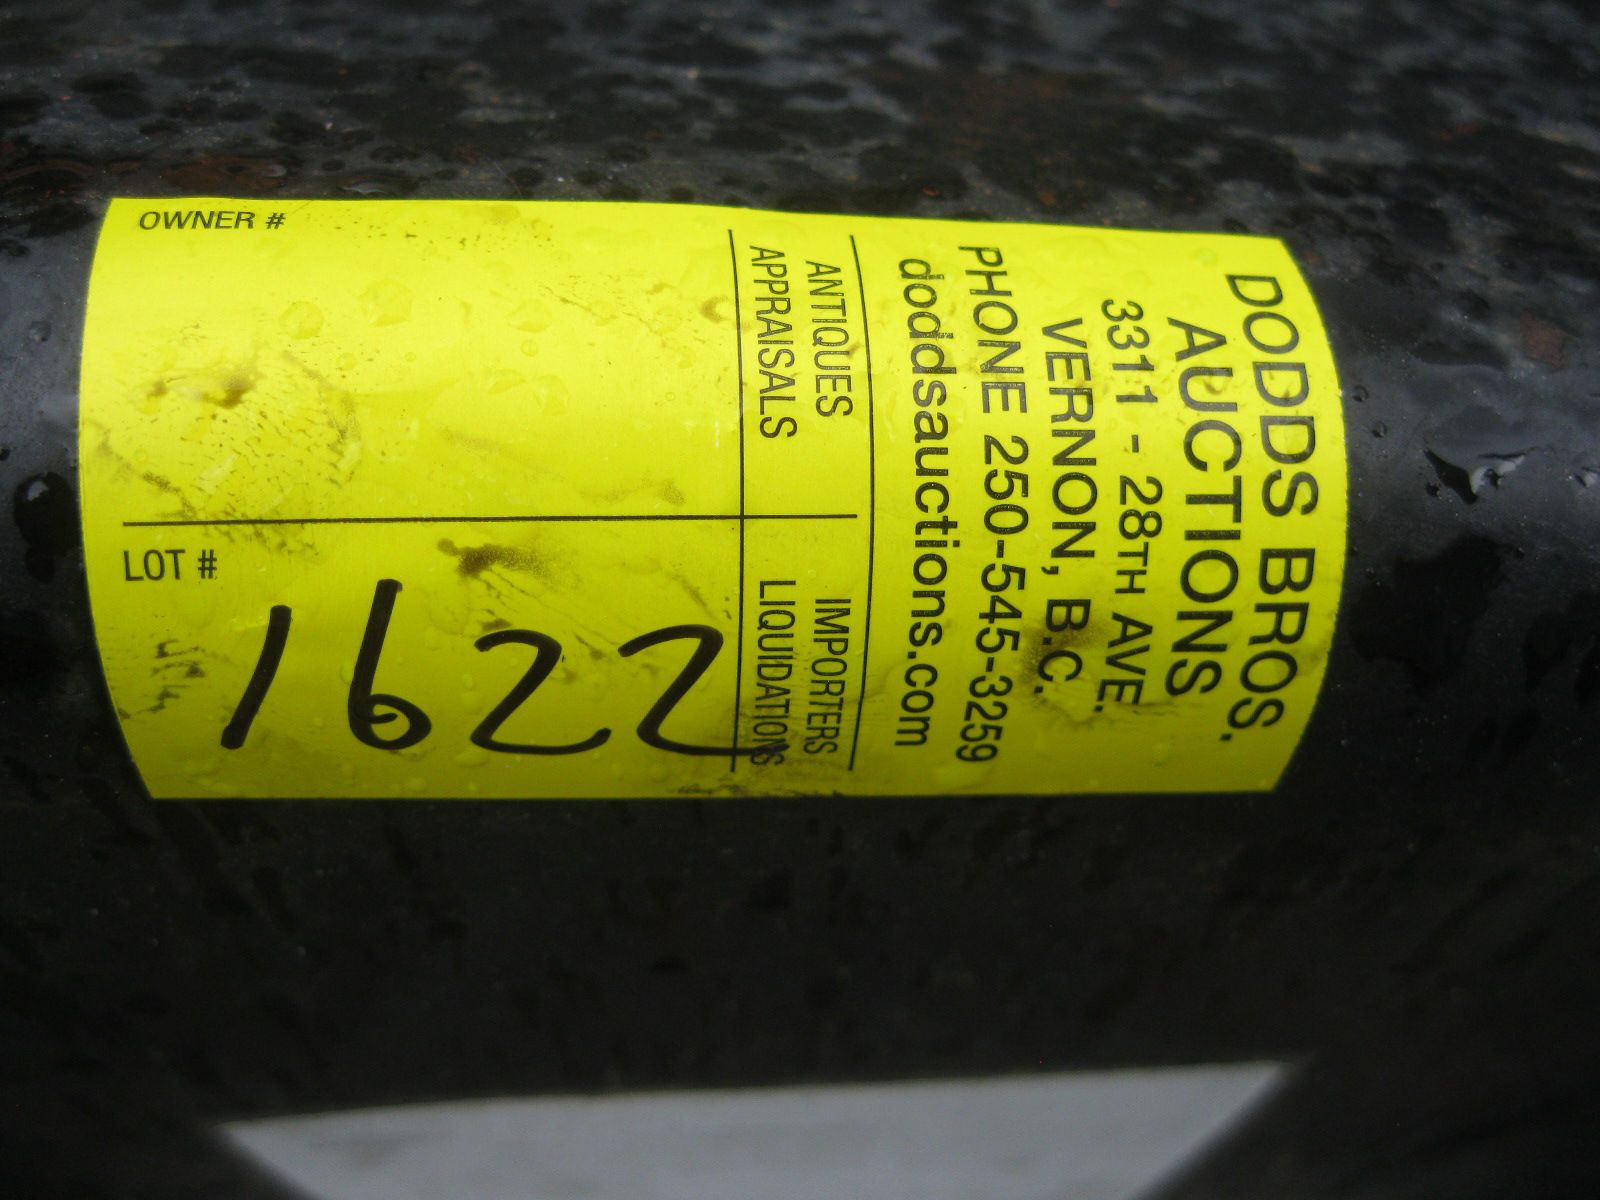 DODDS BROS.
AUCTIONS
3311 - 28TH AVE.
VERNON, B.C.
PHONE 250-545-3259
doddsauctions.com
ANTIQUES IMPORTERS
APPRAISALS LIQUIDATIONS
OWNER #
LOT #
1622